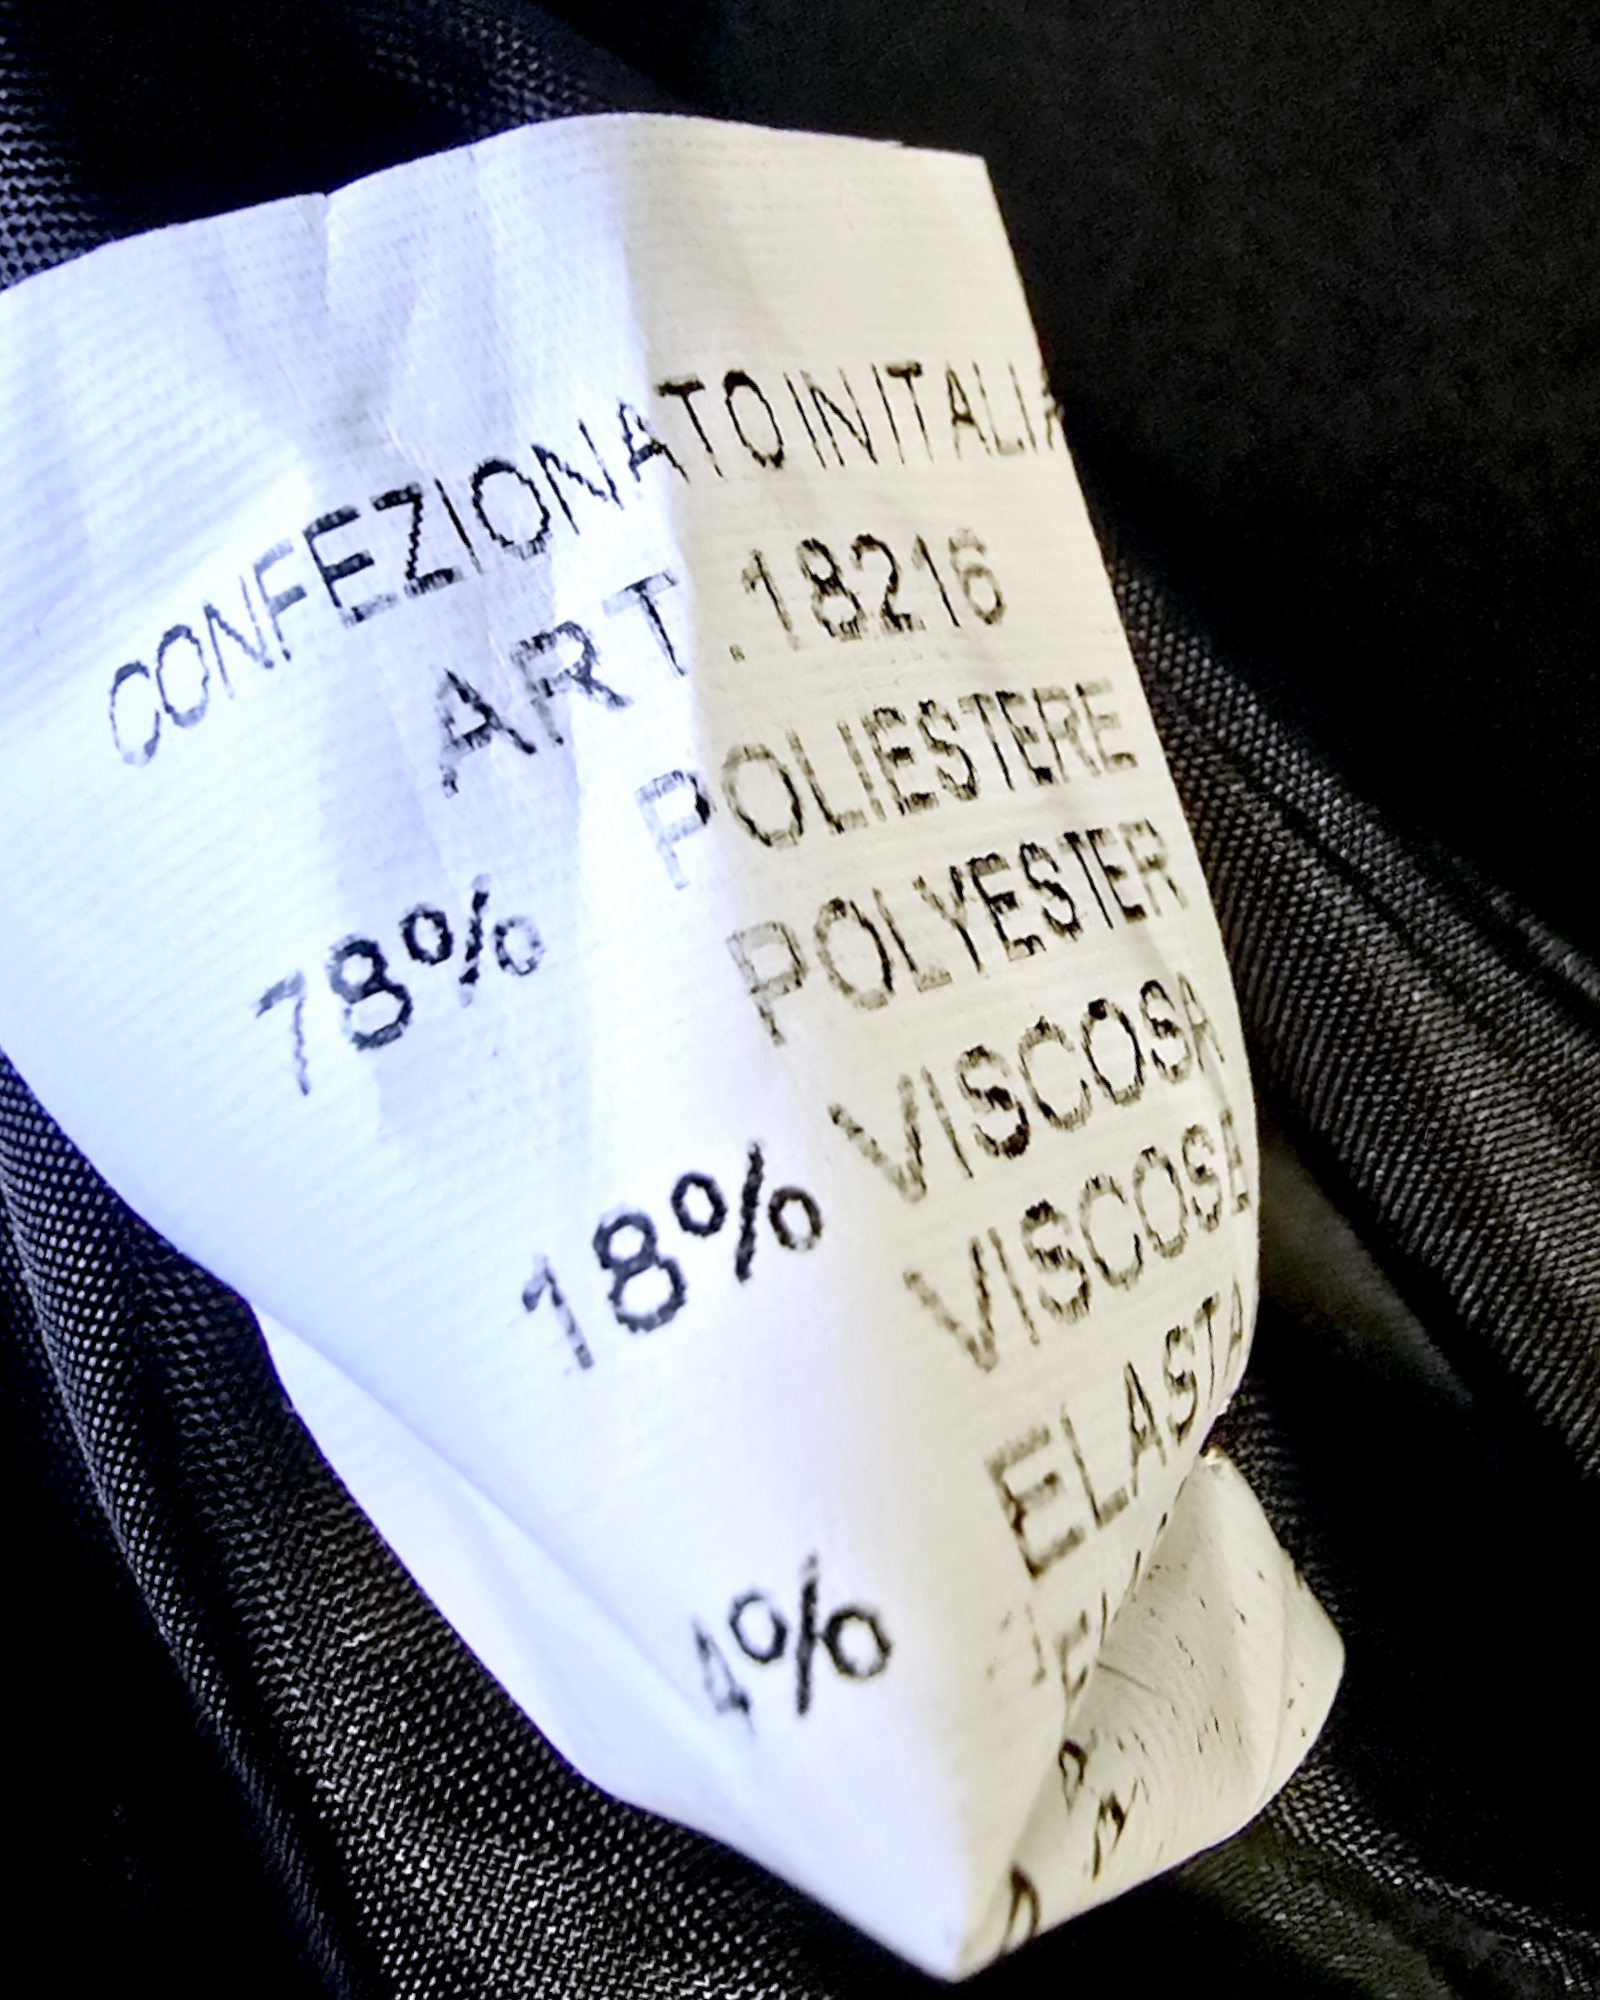 CONFEZIONATO IN ITALIA
ART.18216
POLIESTERE
78% POLYESTER
VISCOSA
18% VISCOSA
ELASTA
4%